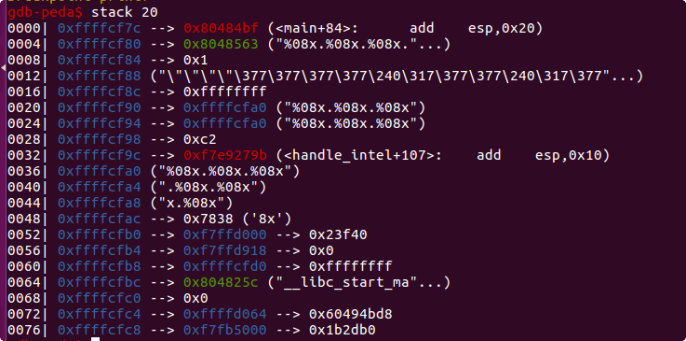 gdb-peda$ stack 20
0000| 0xffffcf7c --> 0x80484bf (<main+84>: add esp,0x20)
0004| 0xffffcf80 --> 0x8048563 ("%08x.%08x.%08x."...)
0008| 0xffffcf84 --> 0x1
0012| 0xffffcf88 ("\"\"\"\"\377\377\377\377\240\317\377\377\240\317\377"...)
0016| 0xffffcf8c --> 0xffffffff
0020| 0xffffcf90 --> 0xffffcfa0 ("%08x.%08x.%08x")
0024| 0xffffcf94 --> 0xffffcfa0 ("%08x.%08x.%08x")
0028| 0xffffcf98 --> 0xc2
0032| 0xffffcf9c --> 0xf7e9279b (<handle_intel+107>: add esp,0x10)
0036| 0xffffcfa0 ("%08x.%08x.%08x")
0040| 0xffffcfa4 (".%08x.%08x")
0044| 0xffffcfa8 ("x.%08x")
0048| 0xffffcfac --> 0x7838 ('8x')
0052| 0xffffcfb0 --> 0xf7ffd000 --> 0x23f40
0056| 0xffffcfb4 --> 0xf7ffd918 --> 0x0
0060| 0xffffcfb8 --> 0xffffcfd0 --> 0xffffffff
0064| 0xffffcfbc --> 0x804825c ("__libc_start_ma"...)
0068| 0xffffcfc0 --> 0x0
0072| 0xffffcfc4 --> 0xffffd064 --> 0x60494bd8
0076| 0xffffcfc8 --> 0xf7fb5000 --> 0x1b2db0